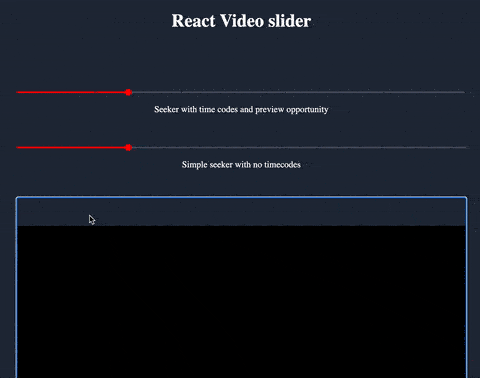 React Video slider
Seeker with time codes and preview opportunity
Simple seeker with no timecodes